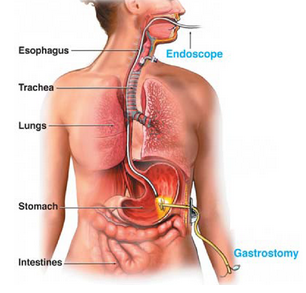 Esophagus
Endoscope
Trachea
Lungs
Stomach
Gastrostomy
Intestines